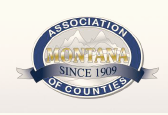 ASSOCIATION
MONTANA
SINCE 1909
OF COUNTIES